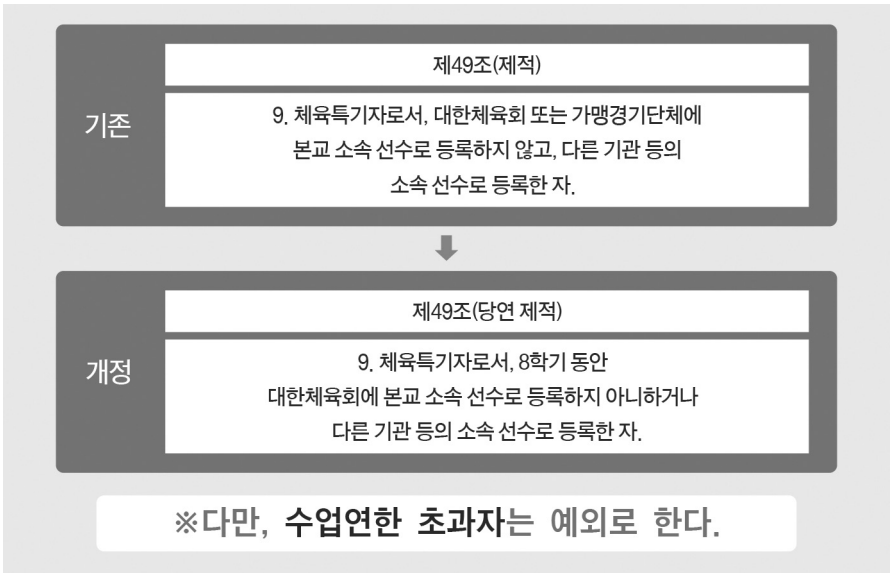 기존
제49조(제적)
9. 체육특기자로서, 대한체육회 또는 가맹경기단체에
본교 소속 선수로 등록하지 않고, 다른 기관 등의
소속 선수로 등록한 자.
개정
제49조(당연 제적)
9. 체육특기자로서, 8학기 동안
대한체육회에 본교 소속 선수로 등록하지 아니하거나
다른 기관 등의 소속 선수로 등록한 자.
※다만, 수업연한 초과자는 예외로 한다.